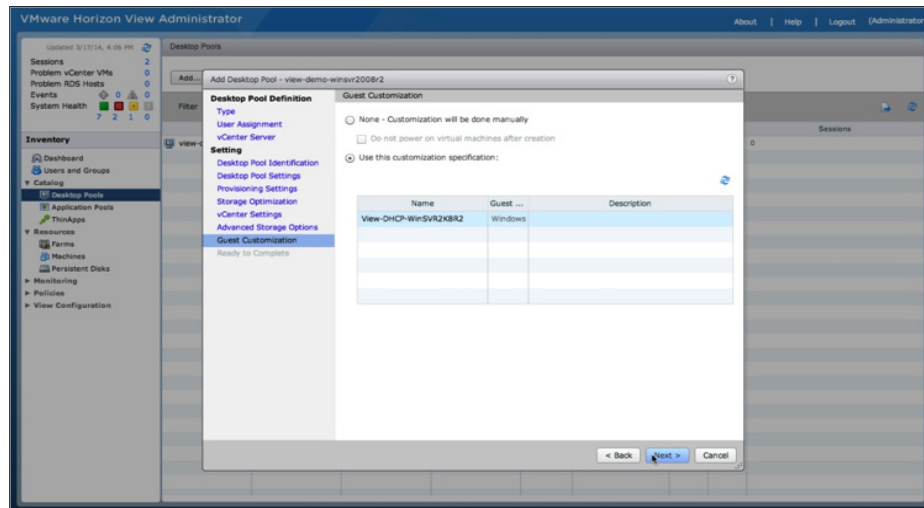 VMware Horizon View Administrator
About | Help | Logout (Administrator
Updated 3/17/14, 4:06 PM
Sessions 2
Problem vCenter VMs 0
Problem RDS Hosts 0
Events 0 0
System Health
7 2 1 0
Inventory
Dashboard
Users and Groups
Catalog
Desktop Pools
Application Pools
ThinApps
Resources
Farms
Machines
Persistent Disks
Monitoring
Policies
View Configuration
Desktop Pools
Add...
Filter
Sessions
view-c
0
Add Desktop Pool - view-demo-winsvr2008r2
?
Desktop Pool Definition
Type
User Assignment
vCenter Server
Setting
Desktop Pool Identification
Desktop Pool Settings
Provisioning Settings
Storage Optimization
vCenter Settings
Advanced Storage Options
Guest Customization
Ready to Complete
Guest Customization
None - Customization will be done manually
Do not power on virtual machines after creation
Use this customization specification:
Name Guest ... Description
View-DHCP-WinSVR2K8R2 Windows
< Back Next > Cancel